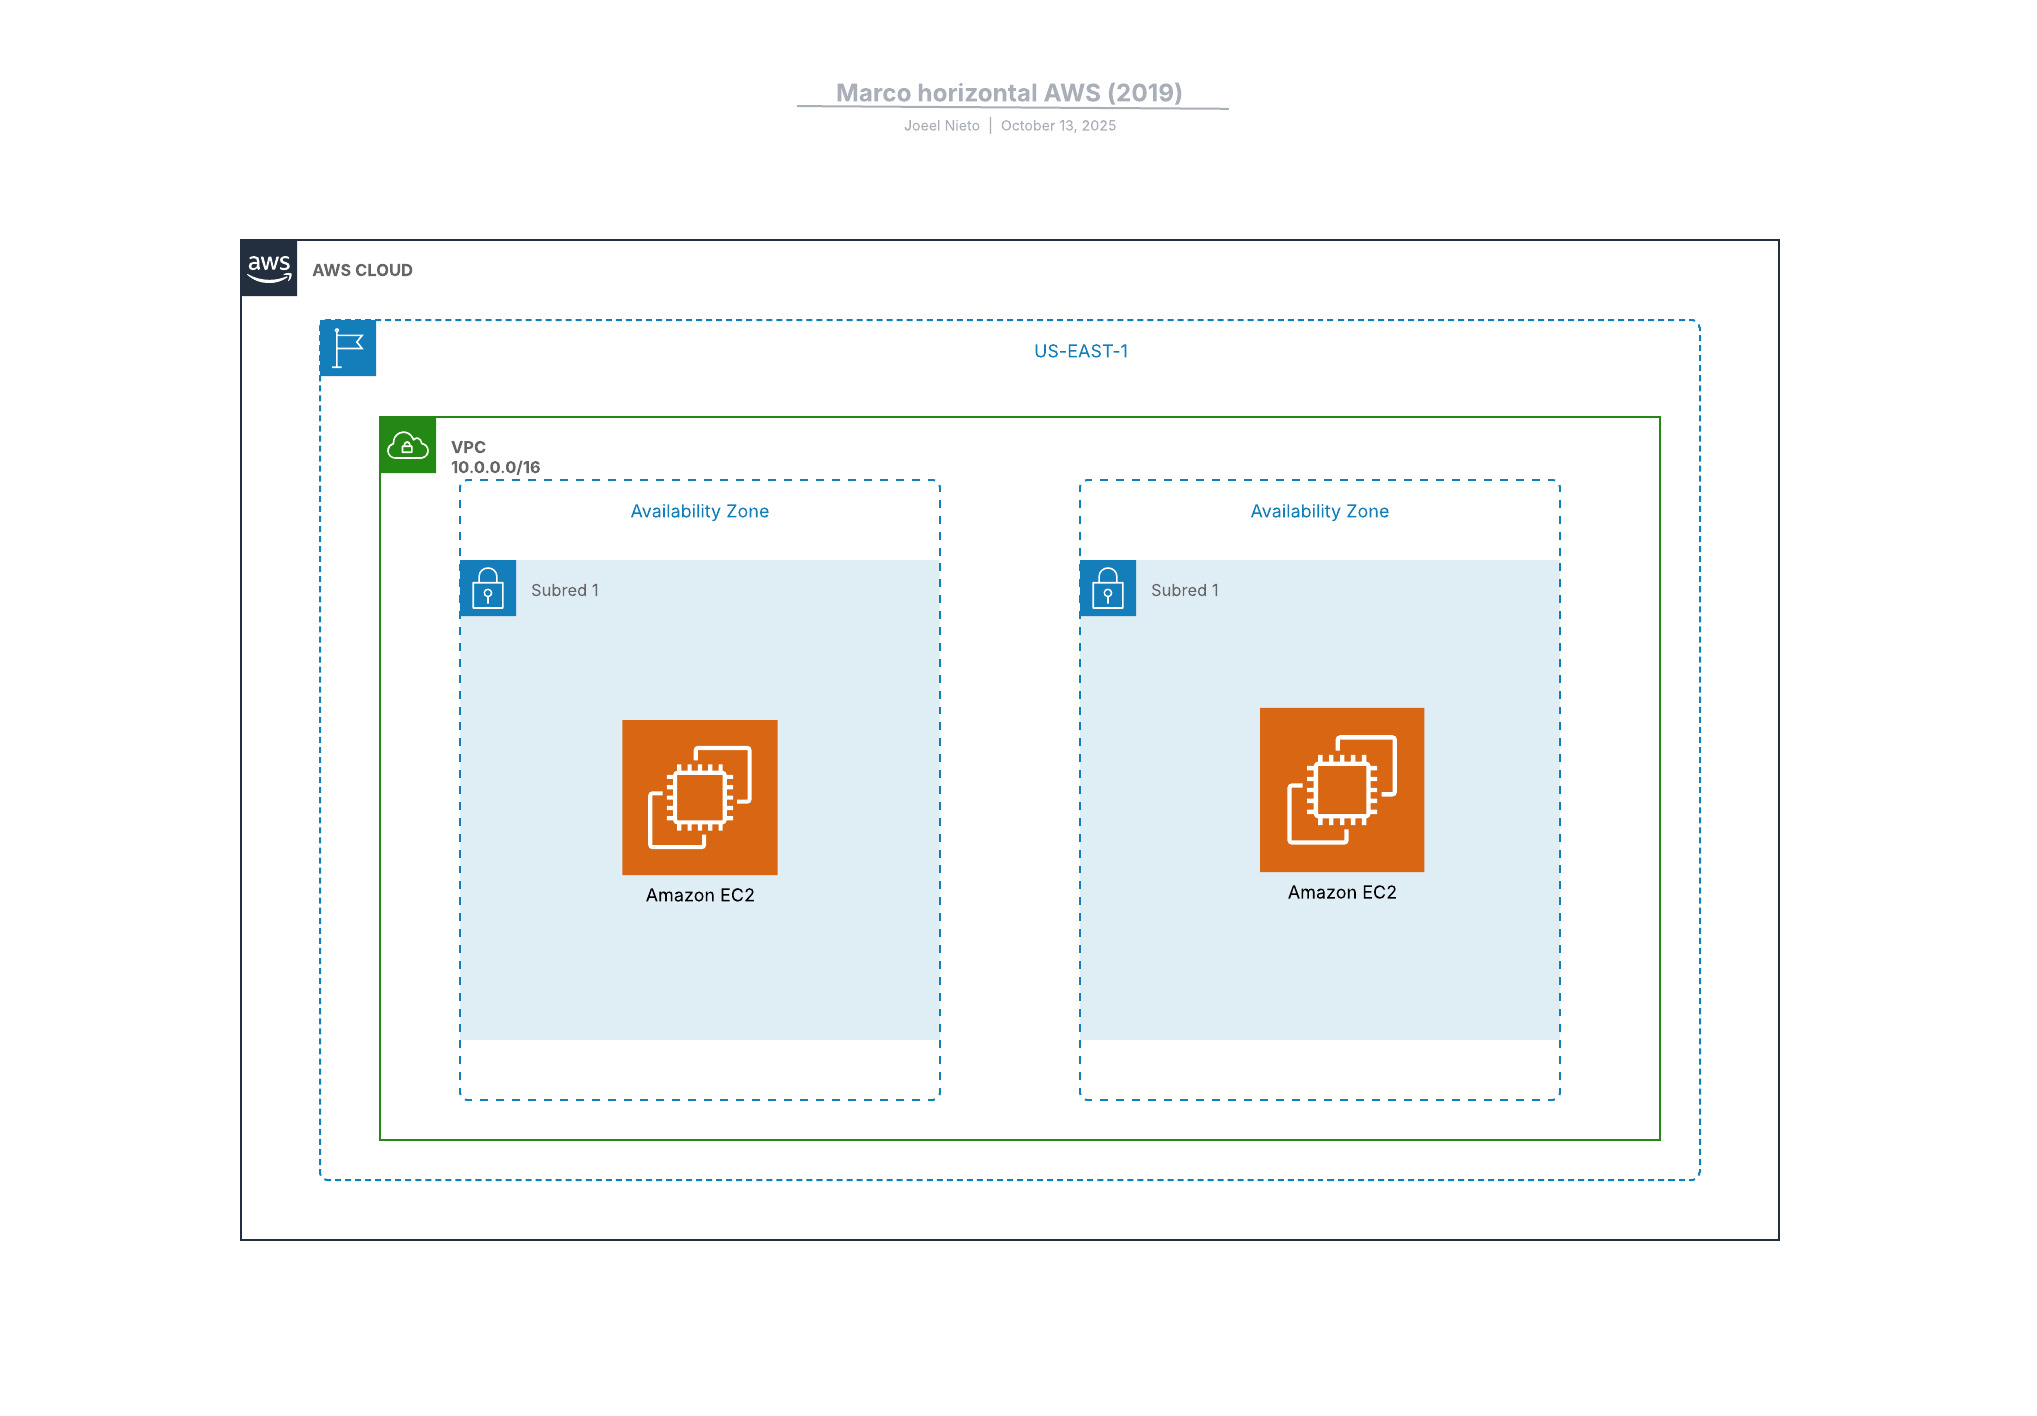 Marco horizontal AWS (2019)
Joeel Nieto | October 13, 2025
aws
AWS CLOUD
US-EAST-1
VPC
10.0.0.0/16
Availability Zone
Subred 1
Amazon EC2
Availability Zone
Subred 1
Amazon EC2